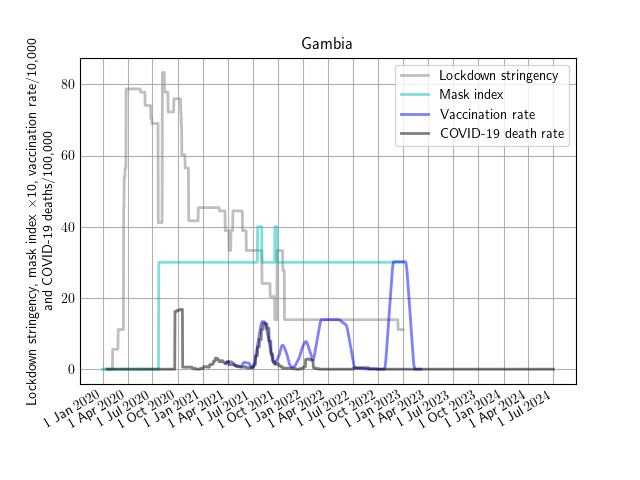 Gambia
Lockdown stringency, mask index ×10, vaccination rate/10,000
and COVID-19 deaths/100,000
80
60
40
20
0
Lockdown stringency
Mask index
Vaccination rate
COVID-19 death rate
1 Jan 2020
1 Apr 2020
1 Jul 2020
1 Oct 2020
1 Jan 2021
1 Apr 2021
1 Jul 2021
1 Oct 2021
1 Jan 2022
1 Apr 2022
1 Jul 2022
1 Oct 2022
1 Jan 2023
1 Apr 2023
1 Jul 2023
1 Oct 2023
1 Jan 2024
1 Apr 2024
1 Jul 2024